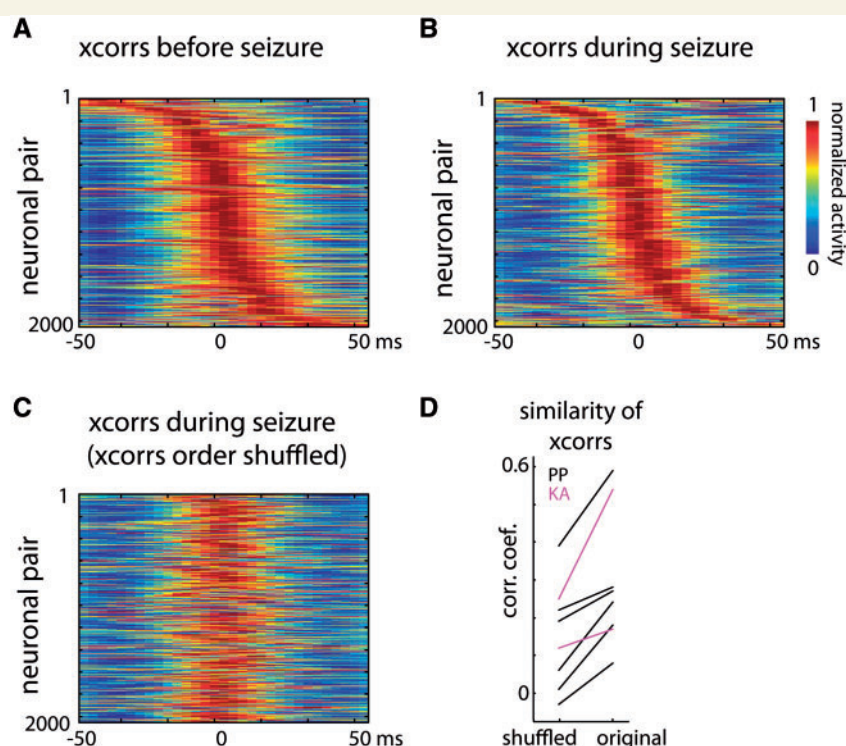 A
xcorrs before seizure
1
neuronal pair
2000
-50
0
50 ms
B
xcorrs during seizure
1
neuronal pair
2000
-50
0
50 ms
1
normalized activity
0
C
xcorrs during seizure
(xcorrs order shuffled)
1
neuronal pair
2000
-50
0
50 ms
D
similarity of
xcorrs
0.6
PP
KA
corr. coef.
0
shuffled original